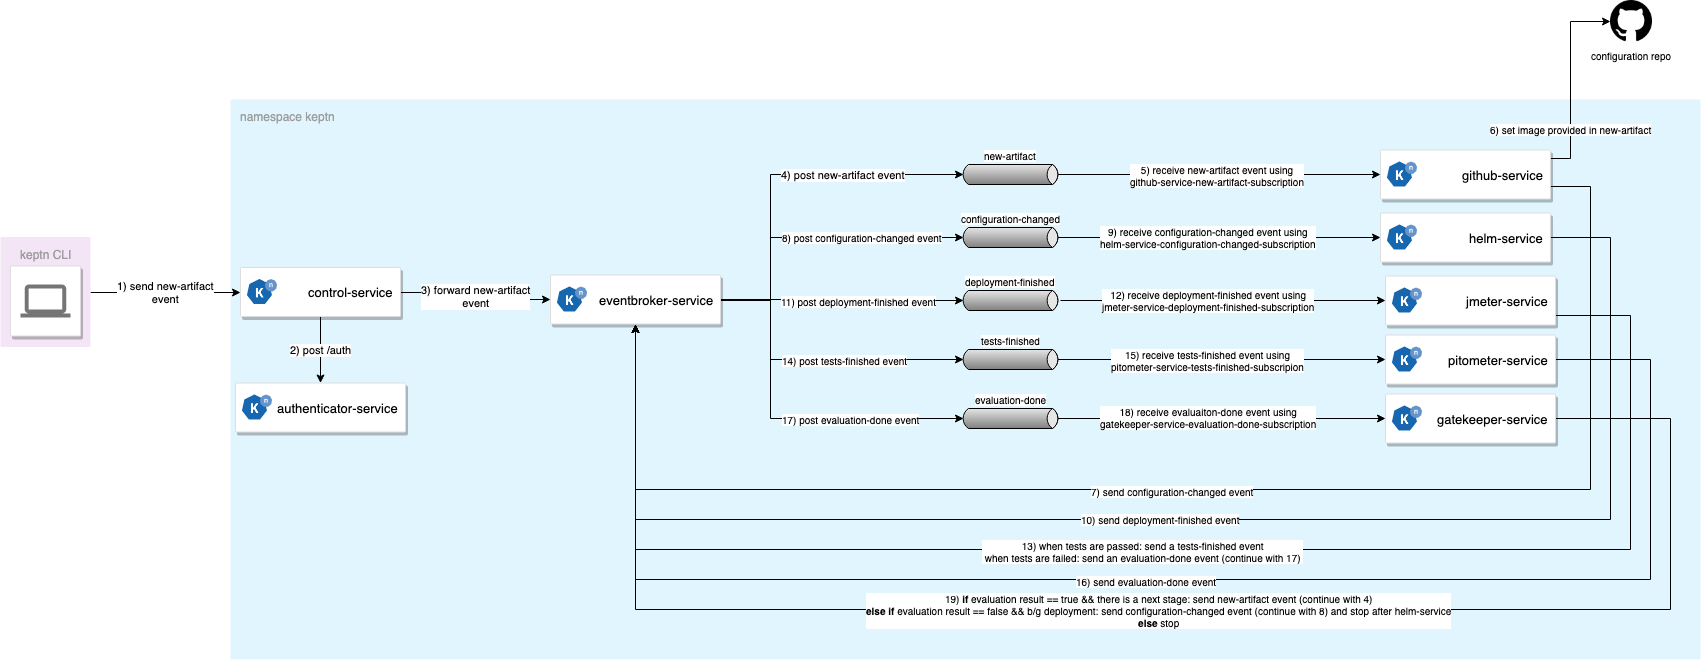 configuration repo
namespace keptn
6) set image provided in new-artifact
new-artifact
4) post new-artifact event
5) receive new-artifact event using
github-service-new-artifact-subscription
K
n
github-service
configuration-changed
8) post configuration-changed event
9) receive configuration-changed event using
helm-service-configuration-changed-subscription
K
n
helm-service
keptn CLI
1) send new-artifact
event
K
n
control-service
3) forward new-artifact
event
K
n
eventbroker-service
deployment-finished
11) post deployment-finished event
12) receive deployment-finished event using
jmeter-service-deployment-finished-subscription
K
n
jmeter-service
2) post /auth
tests-finished
14) post tests-finished event
15) receive tests-finished event using
pitometer-service-tests-finished-subscription
K
n
pitometer-service
K
n
authenticator-service
evaluation-done
17) post evaluation-done event
18) receive evaluaiton-done event using
gatekeeper-service-evaluation-done-subscription
K
n
gatekeeper-service
7) send configuration-changed event
10) send deployment-finished event
13) when tests are passed: send a tests-finished event
when tests are failed: send an evaluation-done event (continue with 17)
16) send evaluation-done event
19) if evaluation result == true && there is a next stage: send new-artifact event (continue with 4)
else if evaluation result == false && b/g deployment: send configuration-changed event (continue with 8) and stop after helm-service
else stop